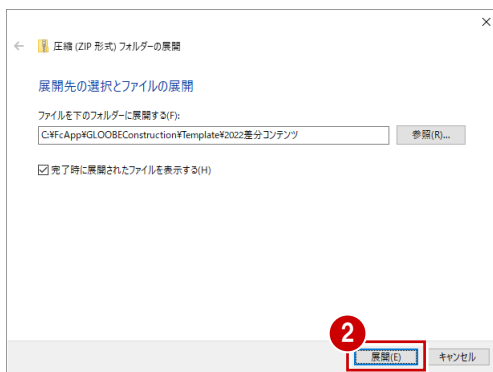 圧縮 (ZIP 形式) フォルダーの展開
展開先の選択とファイルの展開
ファイルを下のフォルダーに展開する(F):
C:¥FcApp¥GLOOBEConstruction¥Template¥2022差分コンテンツ
参照(R)...
完了時に展開されたファイルを表示する(H)
2
展開(E)
キャンセル